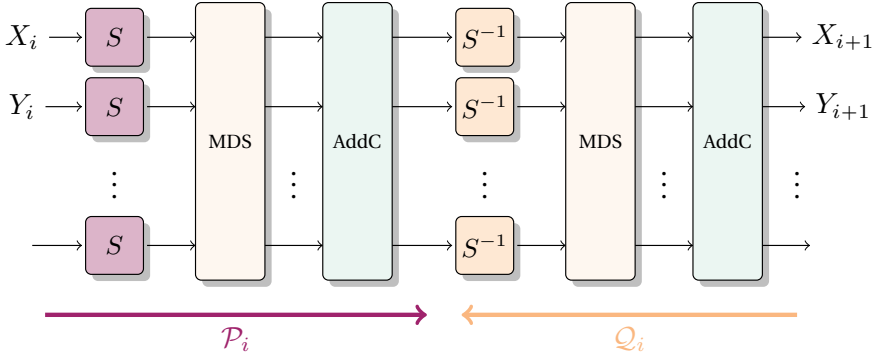 X_i S S^{-1} X_{i+1}
Y_i S S^{-1} Y_{i+1}
MDS AddC MDS AddC
⋮ ⋮ ⋮ ⋮ ⋮
S S^{-1}
𝒫_i 𝒬_i